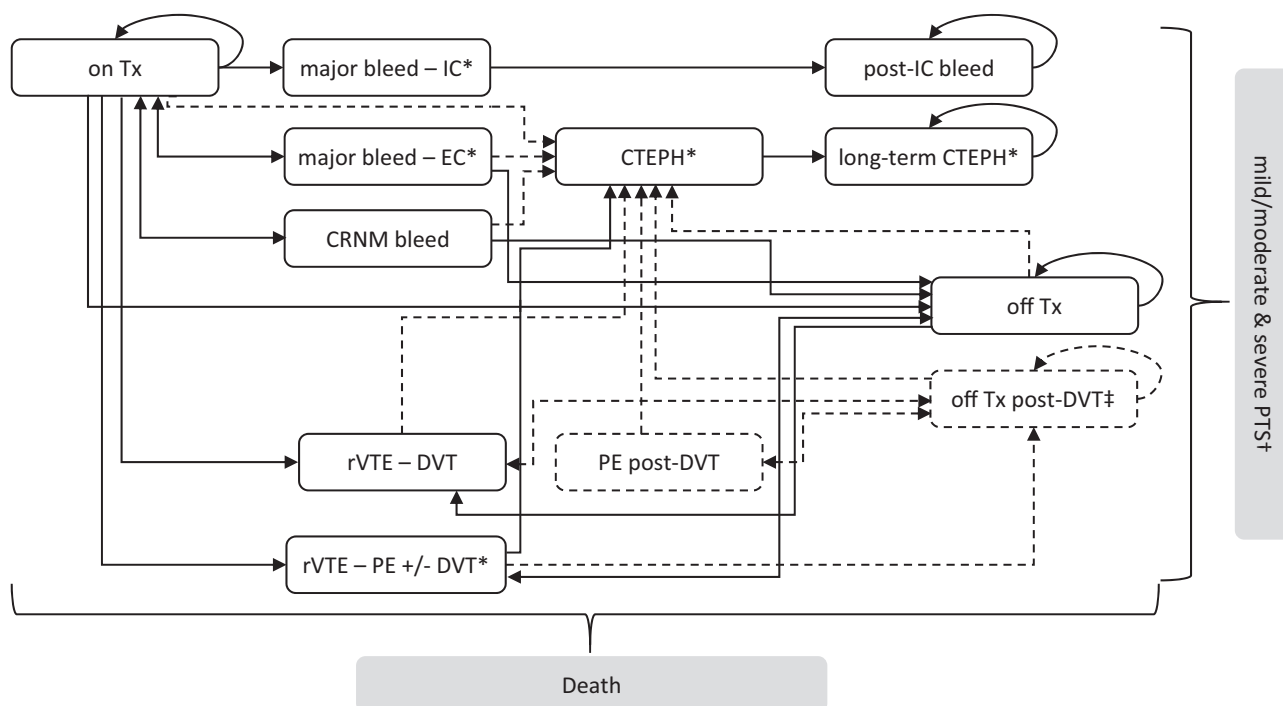 on Tx
major bleed – IC*
post-IC bleed
major bleed – EC*
CTEPH*
long-term CTEPH*
CRNM bleed
off Tx
off Tx post-DVT‡
rVTE – DVT
PE post-DVT
rVTE – PE +/- DVT*
mild/moderate & severe PTS†
Death